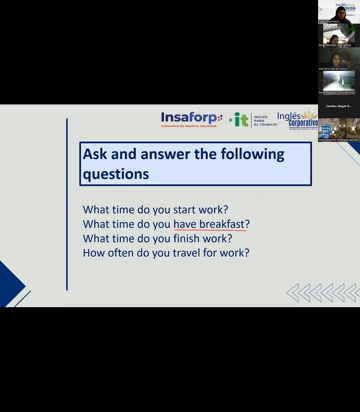 Insaforp
it
INGLÉS
PARA
EL TRABAJO
Inglés
corporativo
Ask and answer the following
questions
What time do you start work?
What time do you have breakfast?
What time do you finish work?
How often do you travel for work?